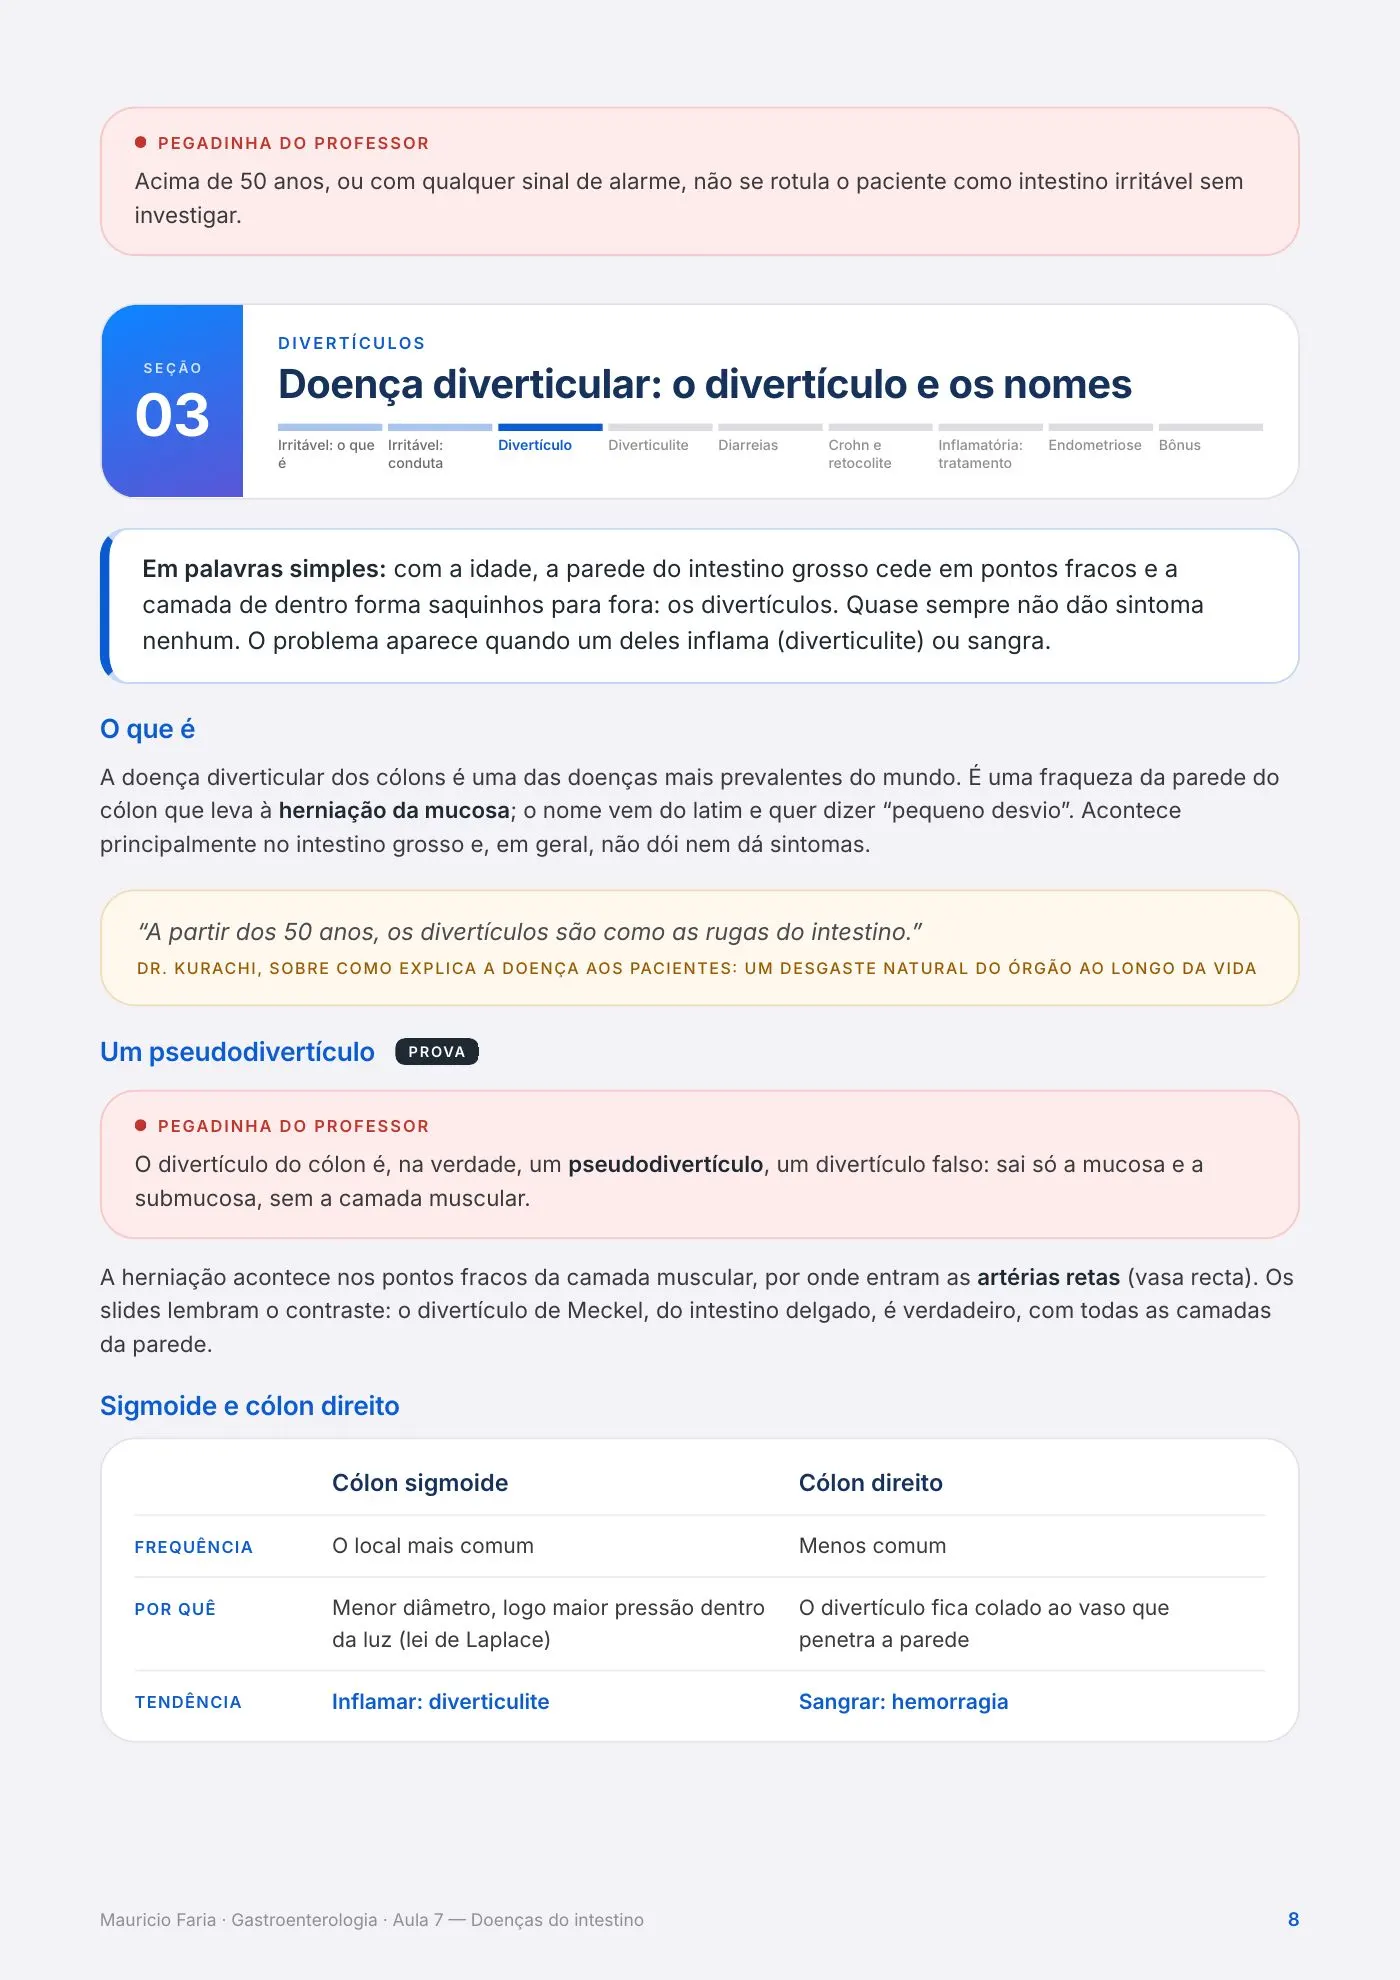 PEGADINHA DO PROFESSOR
Acima de 50 anos, ou com qualquer sinal de alarme, não se rotula o paciente como intestino irritável sem
investigar.
SEÇÃO
03
DIVERTÍCULOS
Doença diverticular: o divertículo e os nomes
Irritável: o que é
Irritável: conduta
Divertículo
Diverticulite
Diarreias
Crohn e retocolite
Inflamatória: tratamento
Endometriose
Bônus
Em palavras simples: com a idade, a parede do intestino grosso cede em pontos fracos e a
camada de dentro forma saquinhos para fora: os divertículos. Quase sempre não dão sintoma
nenhum. O problema aparece quando um deles inflama (diverticulite) ou sangra.
O que é
A doença diverticular dos cólons é uma das doenças mais prevalentes do mundo. É uma fraqueza da parede do
cólon que leva à herniação da mucosa; o nome vem do latim e quer dizer “pequeno desvio”. Acontece
principalmente no intestino grosso e, em geral, não dói nem dá sintomas.
“A partir dos 50 anos, os divertículos são como as rugas do intestino.”
DR. KURACHI, SOBRE COMO EXPLICA A DOENÇA AOS PACIENTES: UM DESGASTE NATURAL DO ÓRGÃO AO LONGO DA VIDA
Um pseudodivertículo PROVA
PEGADINHA DO PROFESSOR
O divertículo do cólon é, na verdade, um pseudodivertículo, um divertículo falso: sai só a mucosa e a
submucosa, sem a camada muscular.
A herniação acontece nos pontos fracos da camada muscular, por onde entram as artérias retas (vasa recta). Os
slides lembram o contraste: o divertículo de Meckel, do intestino delgado, é verdadeiro, com todas as camadas
da parede.
Sigmoide e cólon direito
Cólon sigmoide Cólon direito
FREQUÊNCIA O local mais comum Menos comum
POR QUÊ Menor diâmetro, logo maior pressão dentro O divertículo fica colado ao vaso que
da luz (lei de Laplace) penetra a parede
TENDÊNCIA Inflamar: diverticulite Sangrar: hemorragia
Mauricio Faria · Gastroenterologia · Aula 7 — Doenças do intestino 8